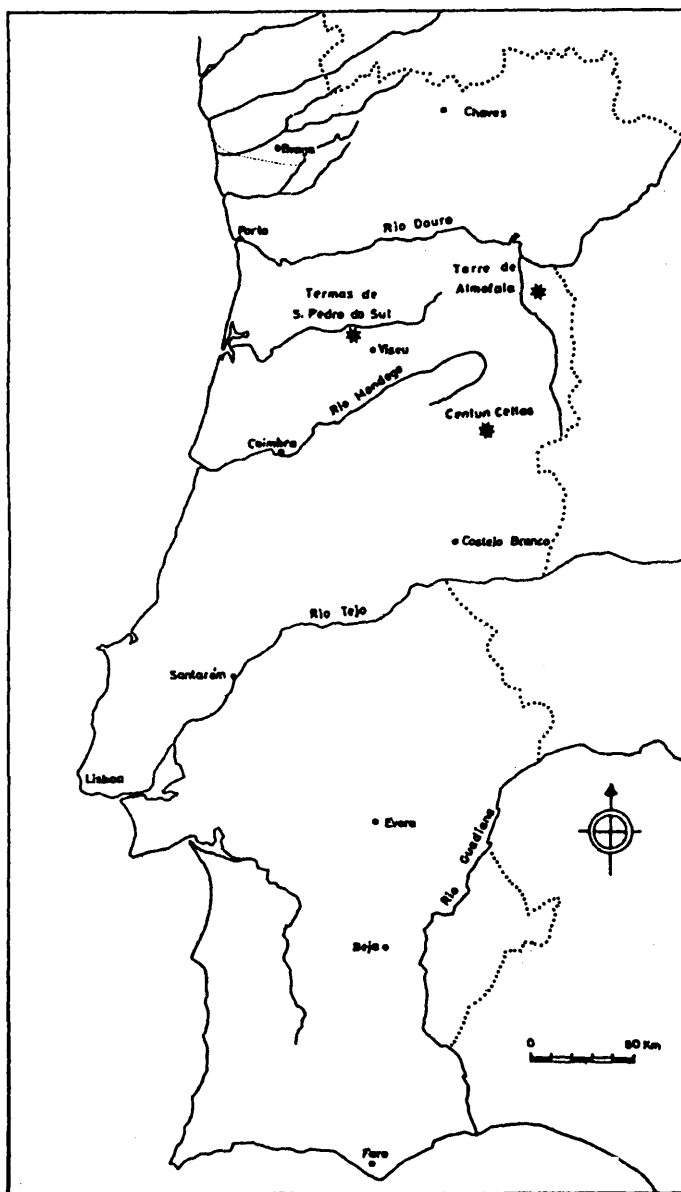 Chaves
Braga
Porto
Rio Douro
Torre de
Almofala
Termas de
S. Pedro do Sul
Viseu
Rio Mondego
Centun Cellas
Coimbra
Castelo Branco
Rio Tejo
Santarém
Lisboa
Evora
Rio Guadiana
Beja
0 80 Km
Faro